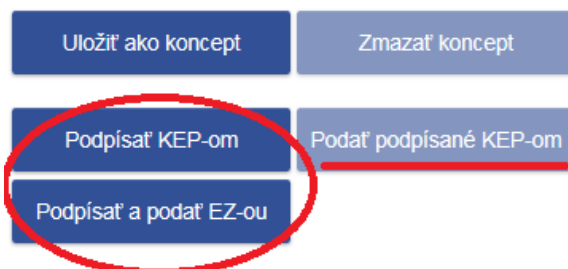 Uložiť ako koncept
Zmazať koncept
Podpísať KEP-om
Podať podpísané KEP-om
Podpísať a podať EZ-ou